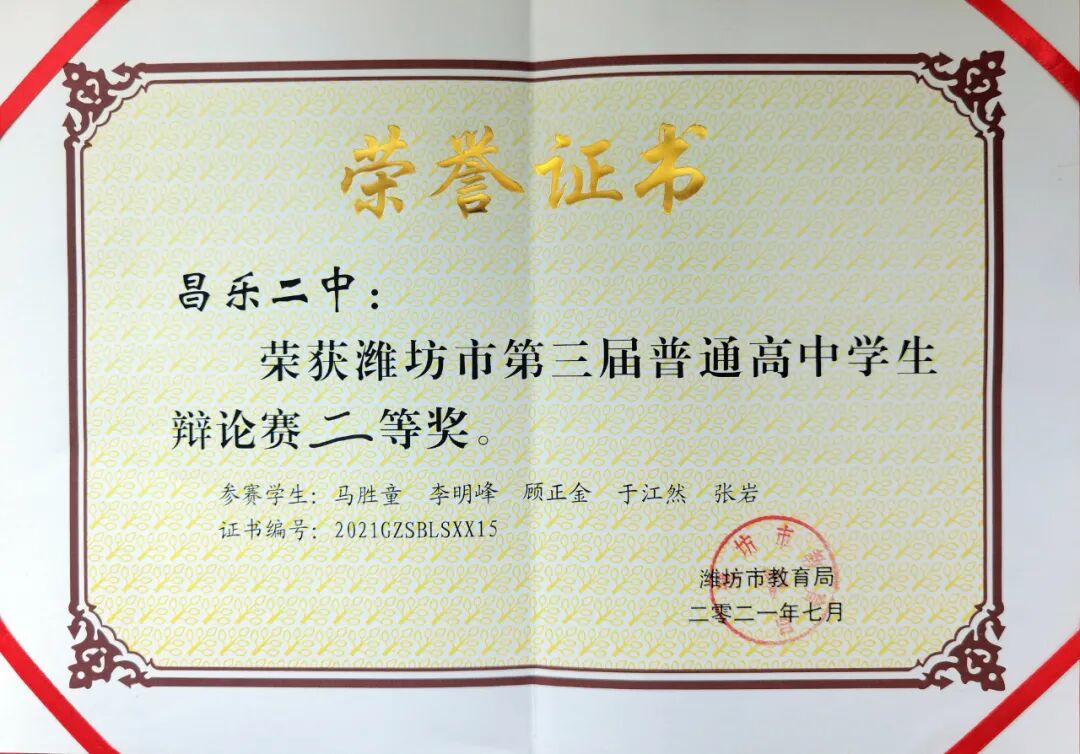 荣誉证书
昌乐二中：
荣获潍坊市第三届普通高中学生
辩论赛二等奖。
参赛学生：马胜童 李明峰 顾正金 于江然 张岩
证书编号：2021GZSBLSXX15
潍坊市教育局
二零二一年七月